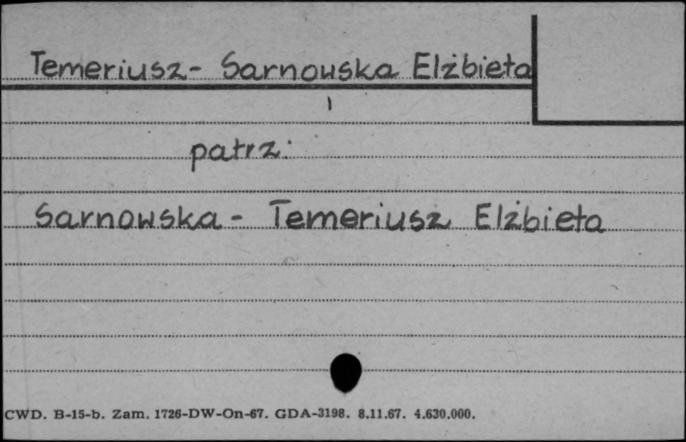 Temeriusz - Sarnowska Elżbieta
patrz:
Sarnowska - Temeriusz Elżbieta
CWD. B-15-b. Zam. 1726-DW-On-67. GDA-3198. 8.11.67. 4.630.000.